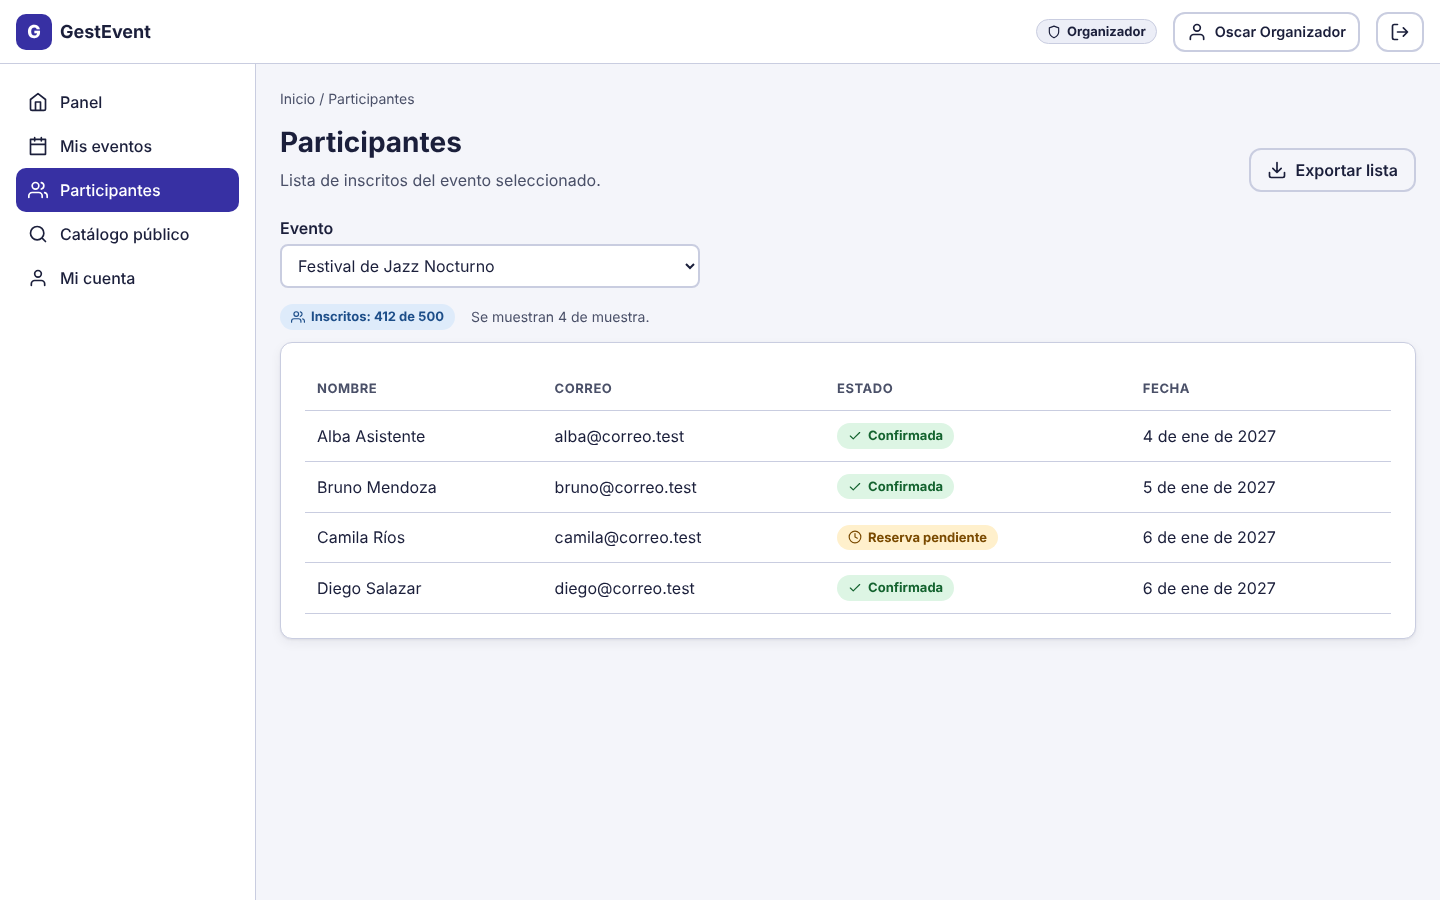 G GestEvent
Organizador
Oscar Organizador
Panel
Mis eventos
Participantes
Catálogo público
Mi cuenta
Inicio / Participantes
Participantes
Lista de inscritos del evento seleccionado.
Exportar lista
Evento
Festival de Jazz Nocturno
Inscritos: 412 de 500 Se muestran 4 de muestra.
NOMBRE CORREO ESTADO FECHA
Alba Asistente alba@correo.test Confirmada 4 de ene de 2027
Bruno Mendoza bruno@correo.test Confirmada 5 de ene de 2027
Camila Ríos camila@correo.test Reserva pendiente 6 de ene de 2027
Diego Salazar diego@correo.test Confirmada 6 de ene de 2027